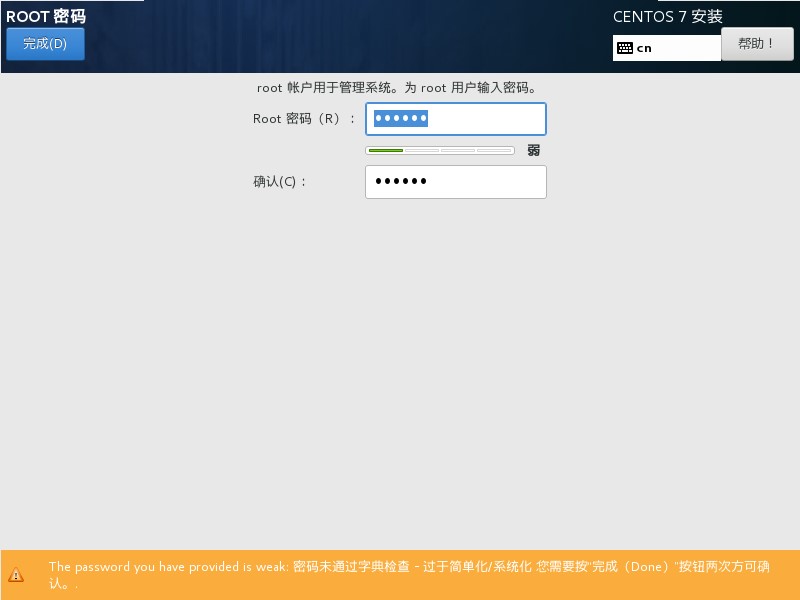 ROOT 密码
CENTOS 7 安装
完成(D)
cn
帮助！
root 帐户用于管理系统。为 root 用户输入密码。
Root 密码（R）：
••••••
弱
确认(C)：
••••••
The password you have provided is weak: 密码未通过字典检查 - 过于简单化/系统化 您需要按“完成（Done）”按钮两次方可确
认。.